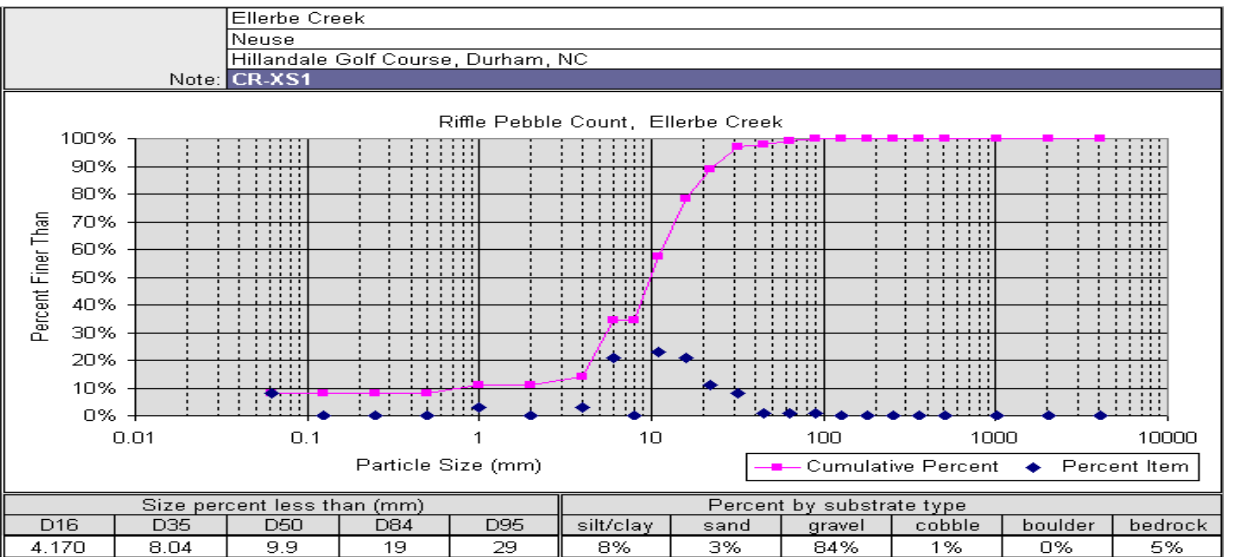 Ellerbe Creek
Neuse
Hillandale Golf Course, Durham, NC
Note: CR-XS1
Riffle Pebble Count, Ellerbe Creek
100%
90%
80%
70%
60%
50%
40%
30%
20%
10%
0%
Percent Finer Than
0.01 0.1 1 10 100 1000 10000
Particle Size (mm)
Cumulative Percent Percent Item
Size percent less than (mm) Percent by substrate type
D16 D35 D50 D84 D95 silt/clay sand gravel cobble boulder bedrock
4.170 8.04 9.9 19 29 8% 3% 84% 1% 0% 5%